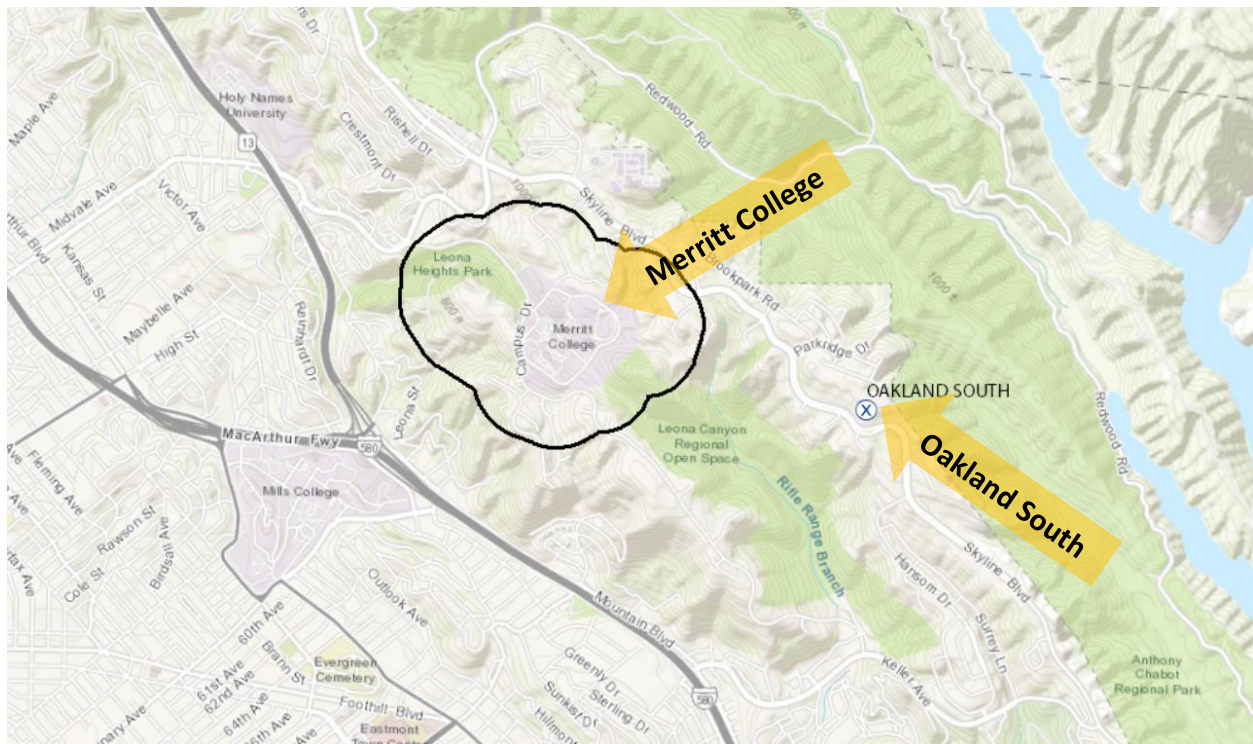 Maple Ave
Holy Names
University
13
Rishell Dr
Crestmont Dr
Redwood Rd
Midvale Ave
Victor Ave
Kansas St
Skyline Blvd
Merritt College
Brookpark Rd
Leona
Heights Park
800 ft
1000 ft
Maybelle Ave
High St
Reinhardt Dr
Campus Dr
Merritt
College
Parkridge Dr
OAKLAND SOUTH
X
Leona St
MacArthur Fwy
580
Leona Canyon
Regional
Open Space
Redwood Rd
Oakland South
Fleming Ave
Mills College
Rawson St
Birdsall Ave
Cole St
Rifle Range Branch
Skyline Blvd
Hansom Dr
Surrey Ln
Outlook Ave
Mountain Blvd
60th Ave
Brann St
61st Ave
62nd Ave
64th Ave
Evergreen
Cemetery
Foothill Blvd
Greenly Dr
Sterling Dr
Keller Ave
580
Anthony
Chabot
Regional Park
Eastmont